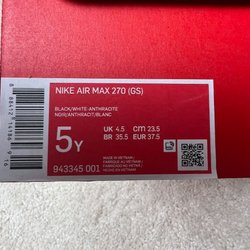 NIKE AIR MAX 270 (GS)
BLACK/WHITE-ANTHRACITE
NOIR/ANTHRACIT/BLANC
5Y
UK 4.5 CM 23.5
BR 35.5 EUR 37.5
943345 001
MADE IN VIETNAM